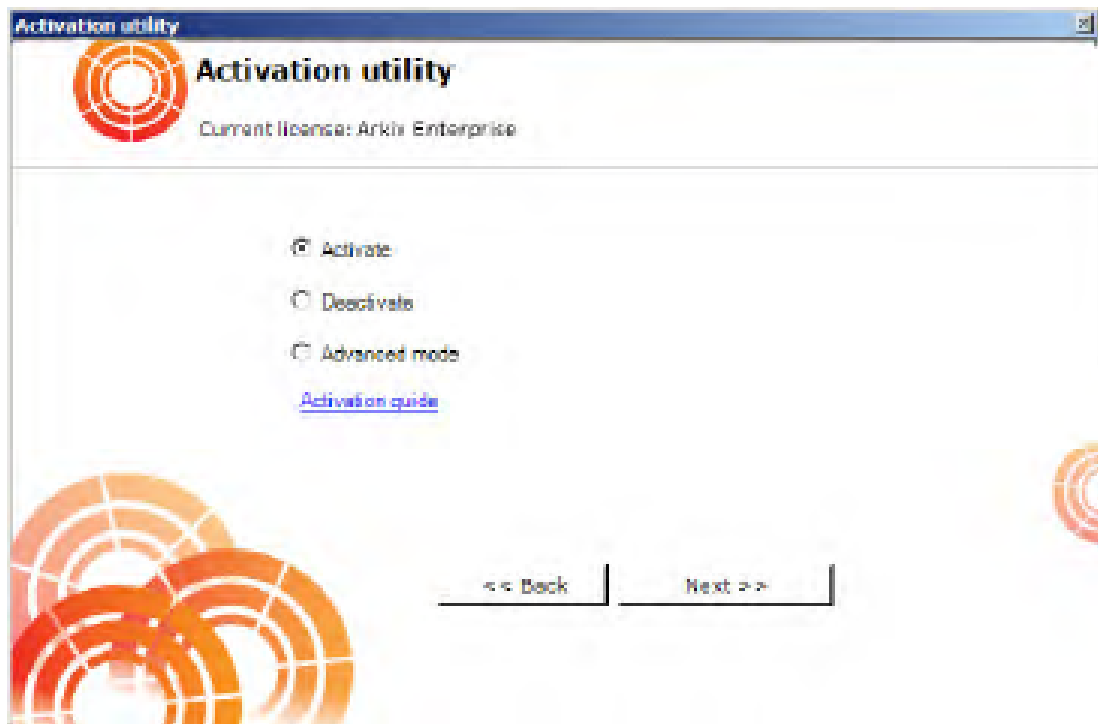 Activation utility
Activation utility
Current license: Arkiv Enterprise
Activate
Deactivate
Advanced mode
Activation guide
<< Back Next >>